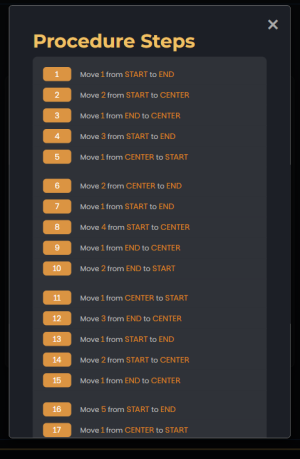 ×
Procedure Steps
1 Move 1 from START to END
2 Move 2 from START to CENTER
3 Move 1 from END to CENTER
4 Move 3 from START to END
5 Move 1 from CENTER to START
6 Move 2 from CENTER to END
7 Move 1 from START to END
8 Move 4 from START to CENTER
9 Move 1 from END to CENTER
10 Move 2 from END to START
11 Move 1 from CENTER to START
12 Move 3 from END to CENTER
13 Move 1 from START to END
14 Move 2 from START to CENTER
15 Move 1 from END to CENTER
16 Move 5 from START to END
17 Move 1 from CENTER to START